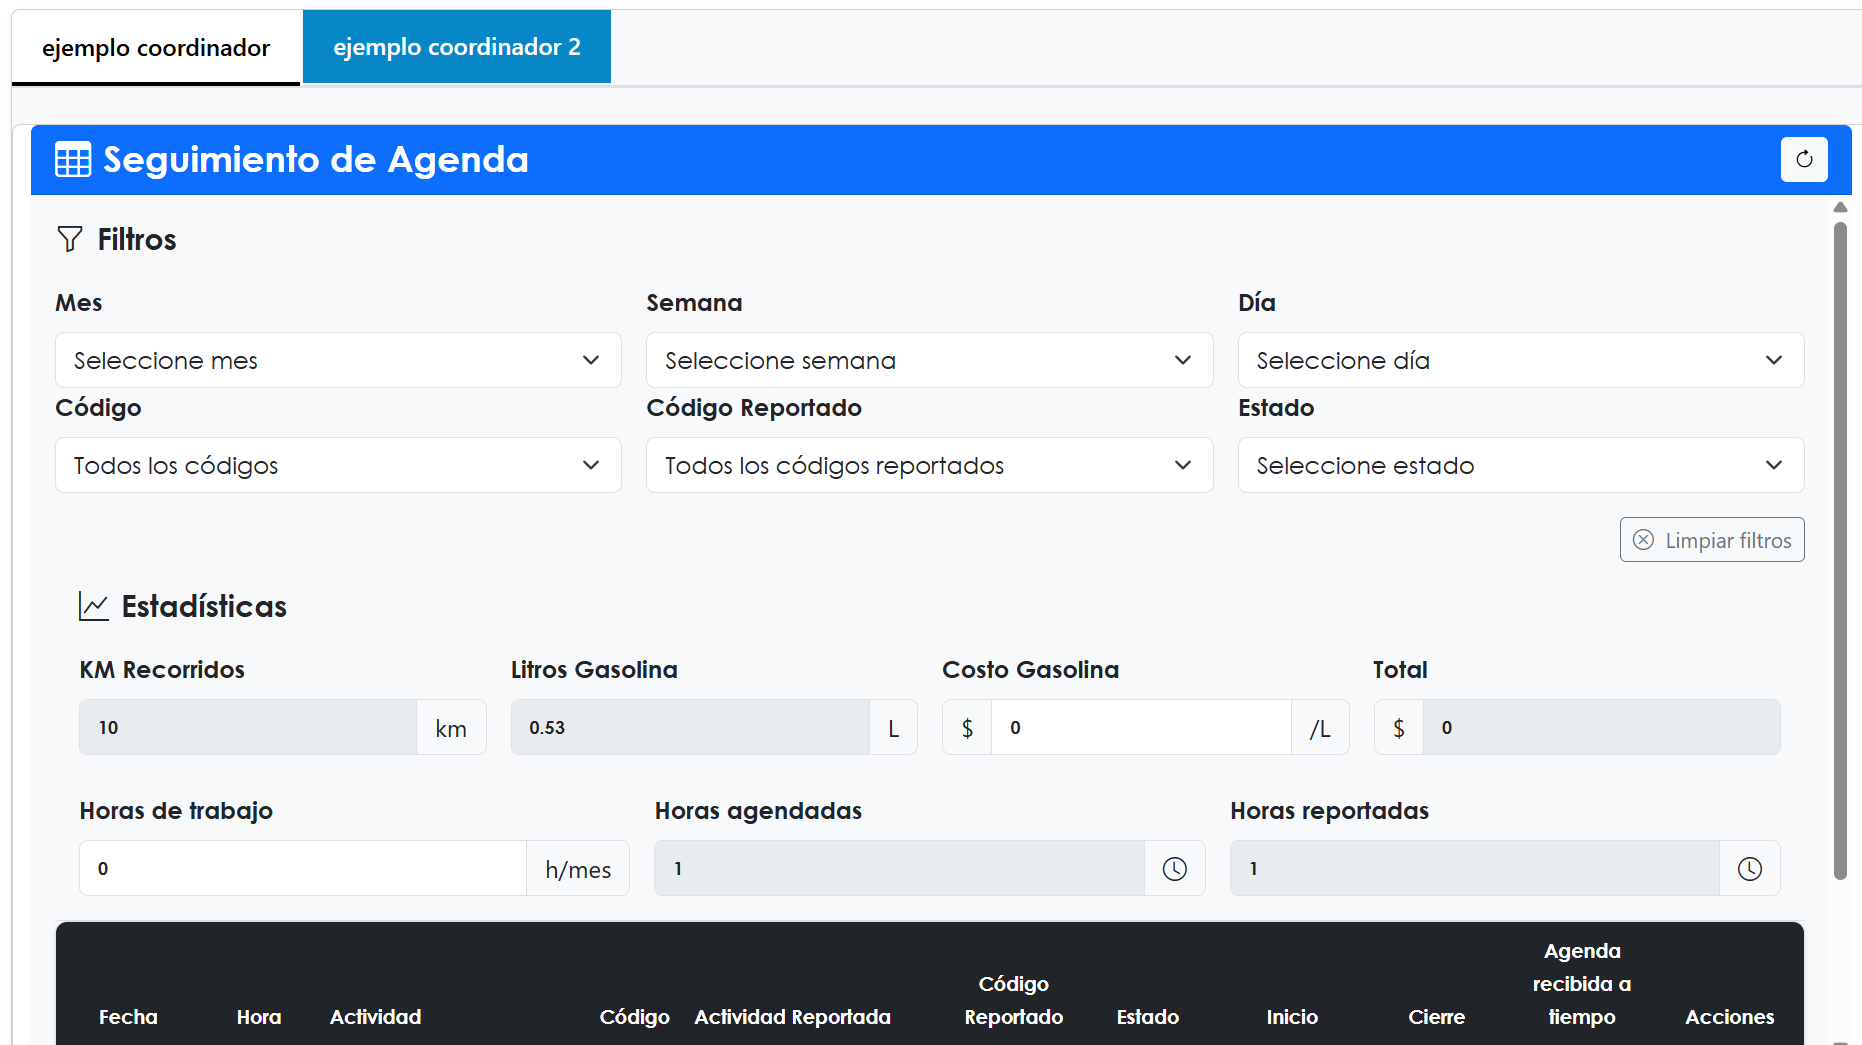 ejemplo coordinador
ejemplo coordinador 2
Seguimiento de Agenda
Filtros
Mes
Semana
Día
Seleccione mes
Seleccione semana
Seleccione día
Código
Código Reportado
Estado
Todos los códigos
Todos los códigos reportados
Seleccione estado
Limpiar filtros
Estadísticas
KM Recorridos
Litros Gasolina
Costo Gasolina
Total
10 km
0.53 L
$ 0 /L
$ 0
Horas de trabajo
Horas agendadas
Horas reportadas
0 h/mes
1
1
Fecha
Hora
Actividad
Código
Actividad Reportada
Código
Reportado
Estado
Inicio
Cierre
Agenda
recibida a
tiempo
Acciones